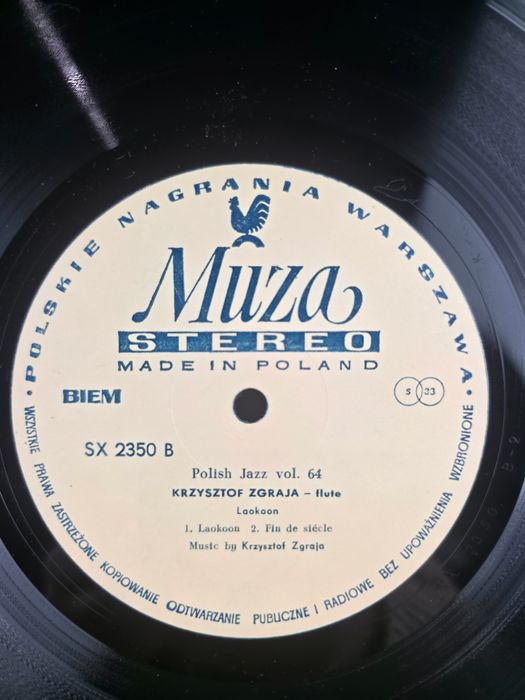 • POLSKIE NAGRANIA WARSZAWA •
Muza
STEREO
MADE IN POLAND
BIEM
S 33
SX 2350 B
Polish Jazz vol. 64
KRZYSZTOF ZGRAJA – flute
Laokoon
1. Laokoon 2. Fin de siécle
Music by Krzysztof Zgraja
WSZYSTKIE PRAWA ZASTRZEŻONE KOPIOWANIE ODTWARZANIE PUBLICZNE I RADIOWE BEZ UPOWAŻNIENIA WZBRONIONE